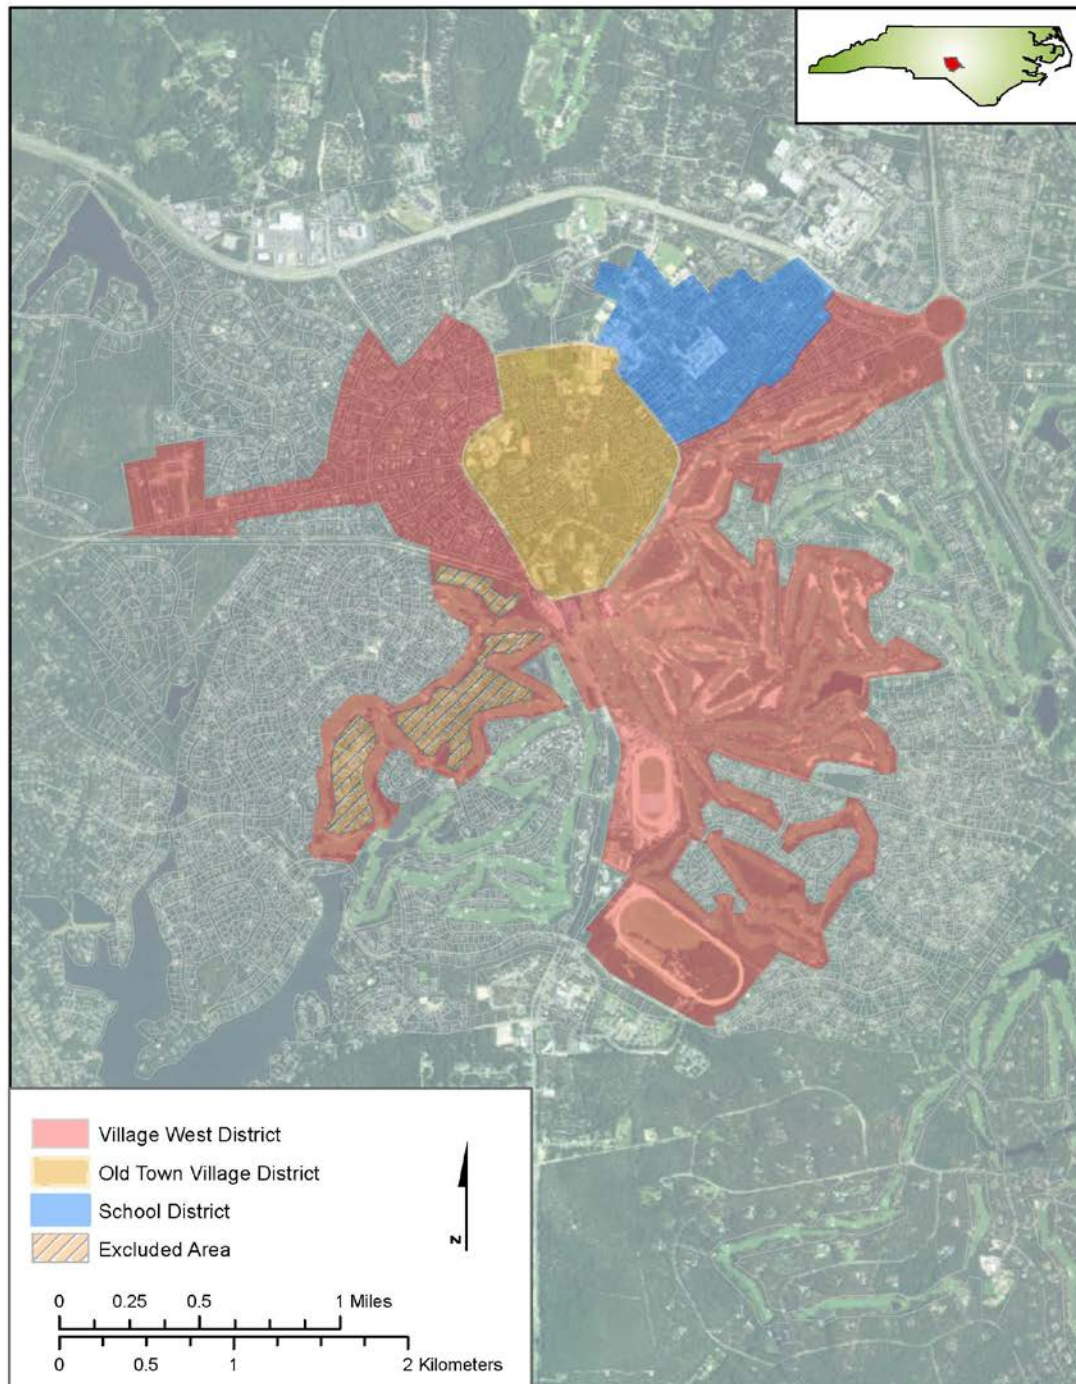 Village West District
Old Town Village District
School District
Excluded Area
N
0 0.25 0.5 1 Miles
0 0.5 1 2 Kilometers